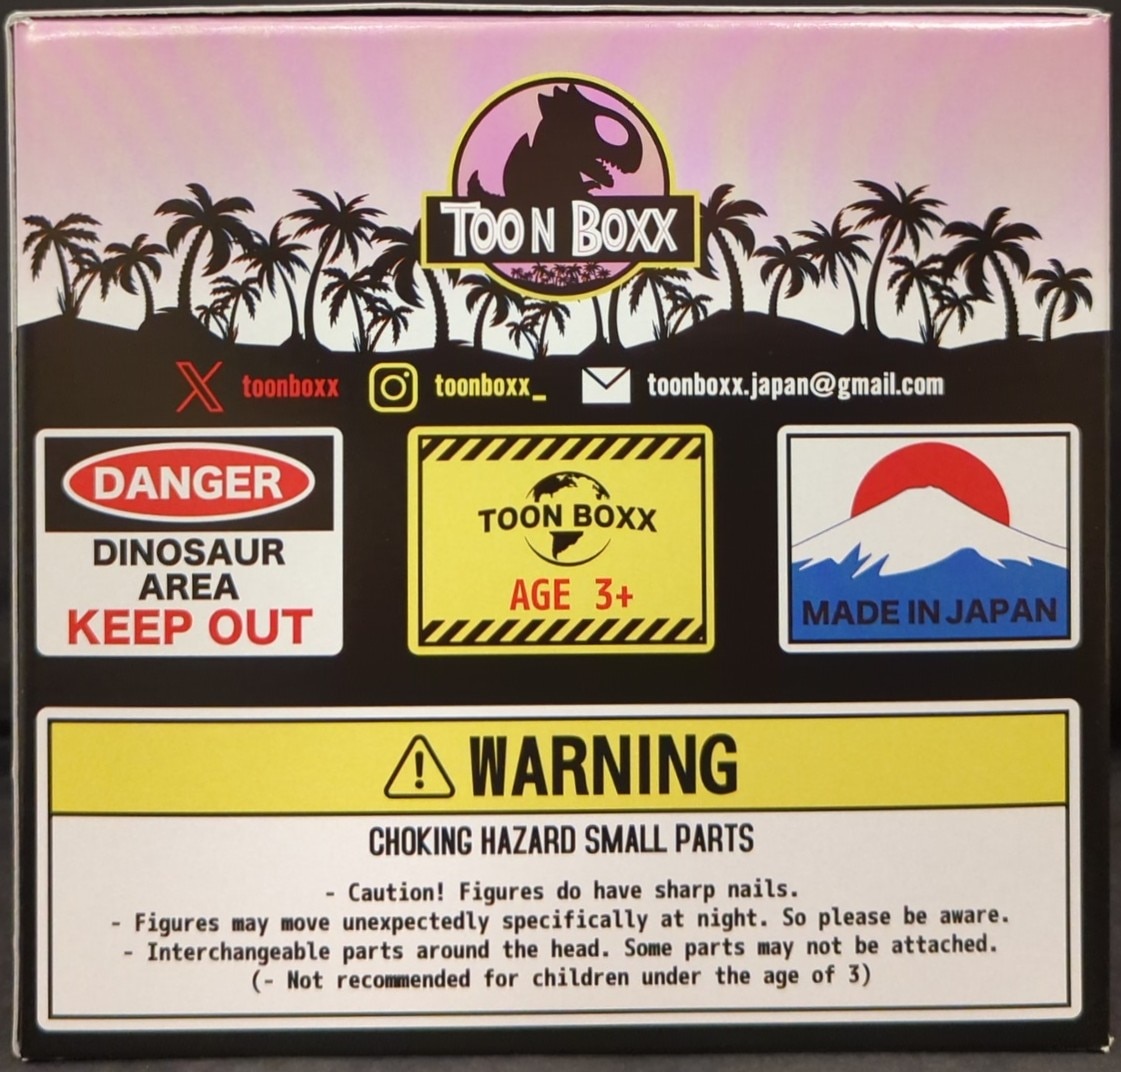 TOON BOXX
toonboxx toonboxx_ toonboxx.japan@gmail.com
DANGER
DINOSAUR
AREA
KEEP OUT
TOON BOXX
AGE 3+
MADE IN JAPAN
WARNING
CHOKING HAZARD SMALL PARTS
- Caution! Figures do have sharp nails.
- Figures may move unexpectedly specifically at night. So please be aware.
- Interchangeable parts around the head. Some parts may not be attached.
(- Not recommended for children under the age of 3)